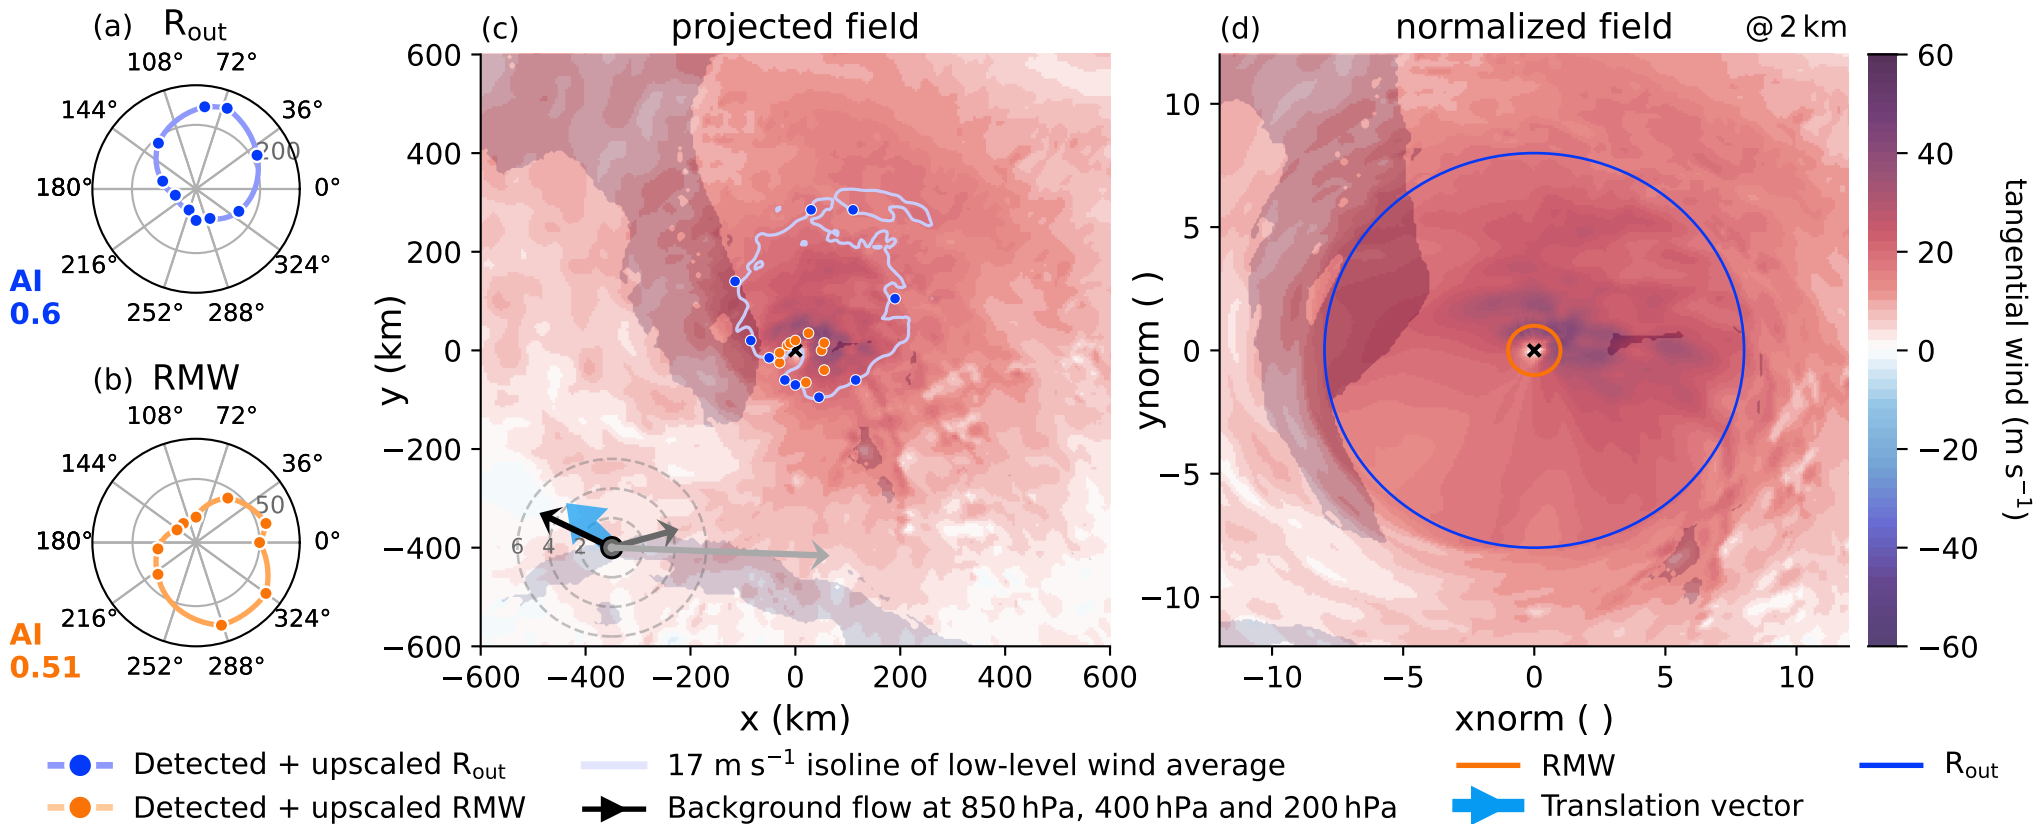 (a) R_out
108° 72°
144° 36°
200
180° 0°
216° 324°
252° 288°
AI
0.6
(b) RMW
108° 72°
144° 36°
50
180° 0°
216° 324°
252° 288°
AI
0.51
(c) projected field
600
400
200
0
−200
−400
−600
y (km)
6 4 2
−600 −400 −200 0 200 400 600
x (km)
(d) normalized field @ 2 km
10
5
0
−5
−10
ynorm ( )
−10 −5 0 5 10
xnorm ( )
60
40
20
0
−20
−40
−60
tangential wind (m s⁻¹)
Detected + upscaled R_out
Detected + upscaled RMW
17 m s⁻¹ isoline of low-level wind average
Background flow at 850 hPa, 400 hPa and 200 hPa
RMW
Translation vector
R_out